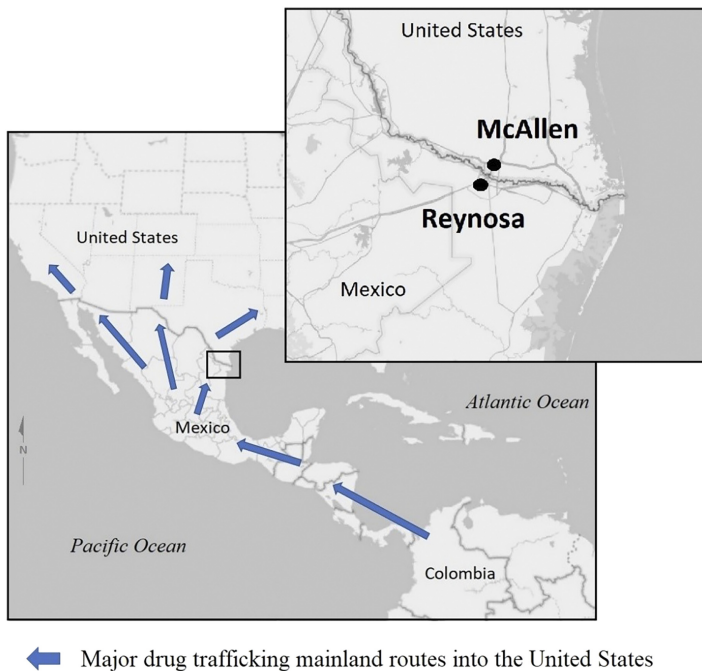 United States
McAllen
Reynosa
Mexico
United States
Mexico
Atlantic Ocean
N
Pacific Ocean
Colombia
Major drug trafficking mainland routes into the United States